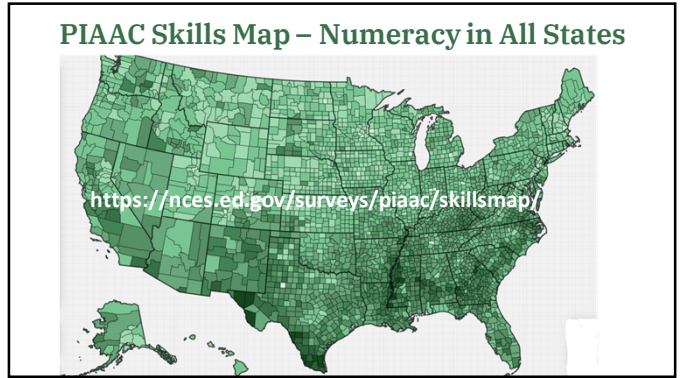 PIAAC Skills Map – Numeracy in All States
https://nces.ed.gov/surveys/piaac/skillsmap/